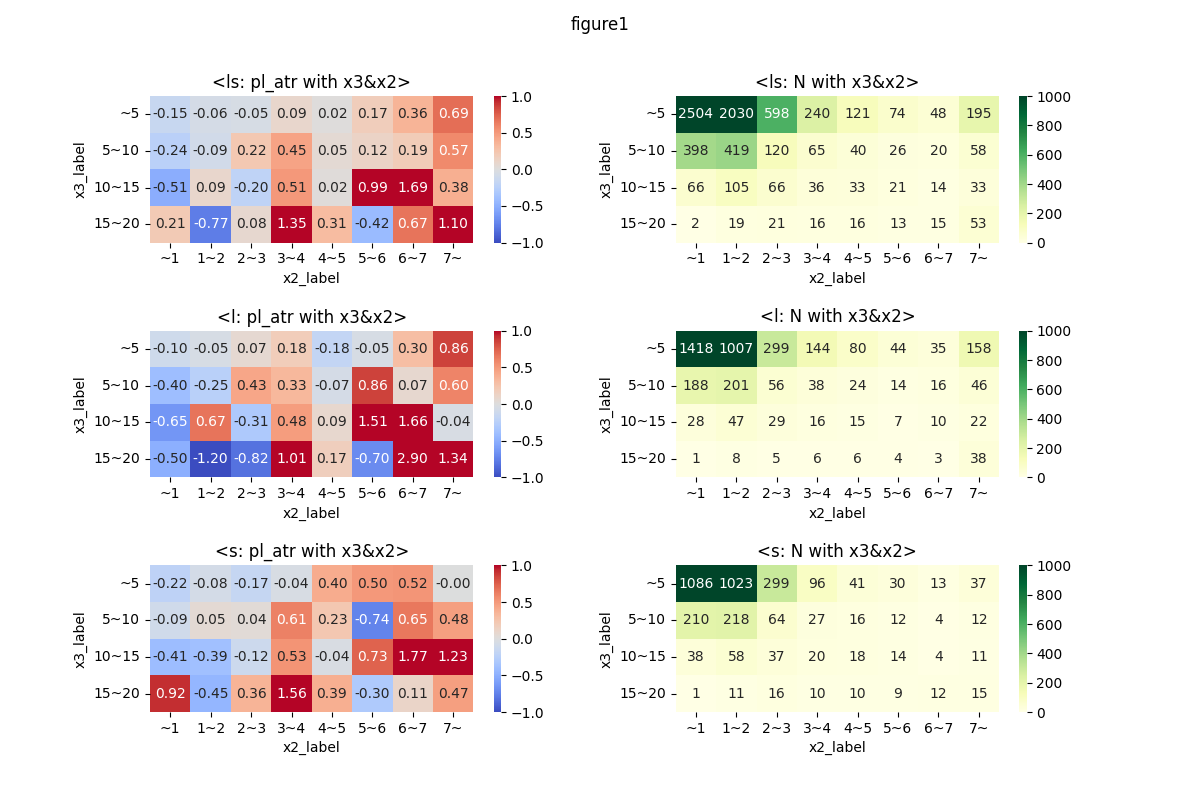 figure1
<ls: pl_atr with x3&x2>
x3_label
~5 -0.15 -0.06 -0.05 0.09 0.02 0.17 0.36 0.69
5~10 -0.24 -0.09 0.22 0.45 0.05 0.12 0.19 0.57
10~15 -0.51 0.09 -0.20 0.51 0.02 0.99 1.69 0.38
15~20 0.21 -0.77 0.08 1.35 0.31 -0.42 0.67 1.10
~1 1~2 2~3 3~4 4~5 5~6 6~7 7~
x2_label
1.0
0.5
0.0
−0.5
−1.0
<ls: N with x3&x2>
x3_label
~5 2504 2030 598 240 121 74 48 195
5~10 398 419 120 65 40 26 20 58
10~15 66 105 66 36 33 21 14 33
15~20 2 19 21 16 16 13 15 53
~1 1~2 2~3 3~4 4~5 5~6 6~7 7~
x2_label
1000
800
600
400
200
0
<l: pl_atr with x3&x2>
x3_label
~5 -0.10 -0.05 0.07 0.18 -0.18 -0.05 0.30 0.86
5~10 -0.40 -0.25 0.43 0.33 -0.07 0.86 0.07 0.60
10~15 -0.65 0.67 -0.31 0.48 0.09 1.51 1.66 -0.04
15~20 -0.50 -1.20 -0.82 1.01 0.17 -0.70 2.90 1.34
~1 1~2 2~3 3~4 4~5 5~6 6~7 7~
x2_label
1.0
0.5
0.0
−0.5
−1.0
<l: N with x3&x2>
x3_label
~5 1418 1007 299 144 80 44 35 158
5~10 188 201 56 38 24 14 16 46
10~15 28 47 29 16 15 7 10 22
15~20 1 8 5 6 6 4 3 38
~1 1~2 2~3 3~4 4~5 5~6 6~7 7~
x2_label
1000
800
600
400
200
0
<s: pl_atr with x3&x2>
x3_label
~5 -0.22 -0.08 -0.17 -0.04 0.40 0.50 0.52 -0.00
5~10 -0.09 0.05 0.04 0.61 0.23 -0.74 0.65 0.48
10~15 -0.41 -0.39 -0.12 0.53 -0.04 0.73 1.77 1.23
15~20 0.92 -0.45 0.36 1.56 0.39 -0.30 0.11 0.47
~1 1~2 2~3 3~4 4~5 5~6 6~7 7~
x2_label
1.0
0.5
0.0
−0.5
−1.0
<s: N with x3&x2>
x3_label
~5 1086 1023 299 96 41 30 13 37
5~10 210 218 64 27 16 12 4 12
10~15 38 58 37 20 18 14 4 11
15~20 1 11 16 10 10 9 12 15
~1 1~2 2~3 3~4 4~5 5~6 6~7 7~
x2_label
1000
800
600
400
200
0